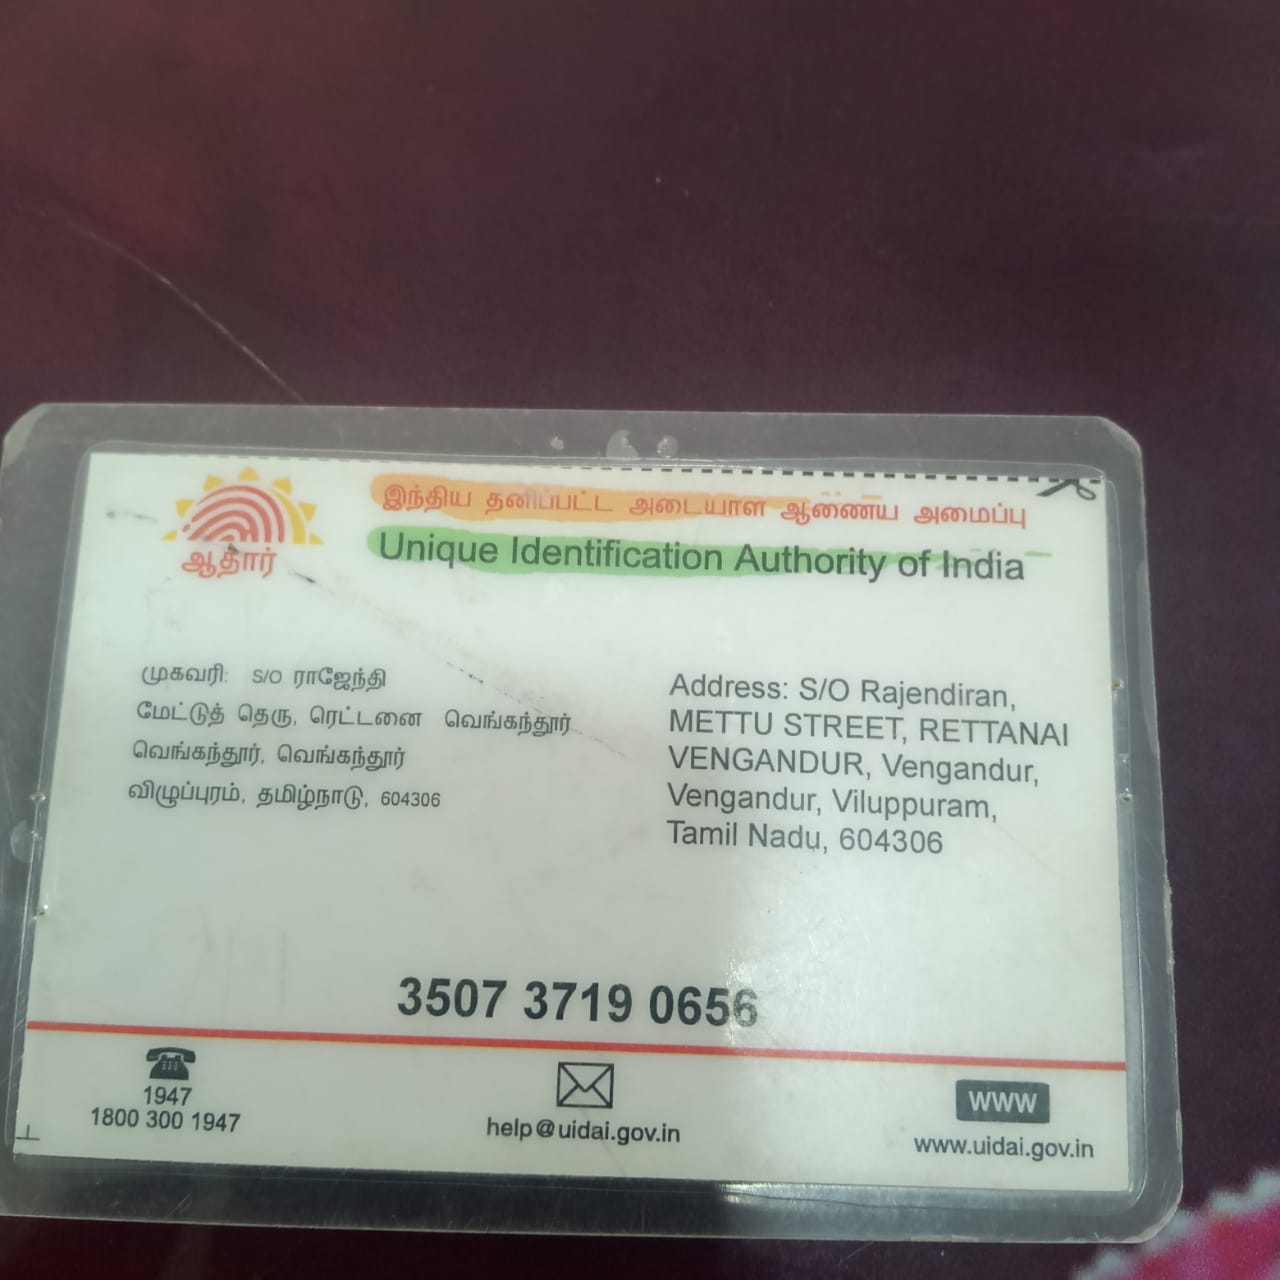 ஆதார்
இந்திய தனிப்பட்ட அடையாள ஆணைய அமைப்பு
Unique Identification Authority of India
முகவரி: S/O ராஜேந்தி
மேட்டுத் தெரு, ரெட்டணை வெங்கந்தூர்
வெங்கந்தூர், வெங்கந்தூர்
விழுப்புரம், தமிழ்நாடு, 604306
Address: S/O Rajendiran,
METTU STREET, RETTANAI
VENGANDUR, Vengandur,
Vengandur, Viluppuram,
Tamil Nadu, 604306
3507 3719 0656
1947
1800 300 1947
help@uidai.gov.in
WWW
www.uidai.gov.in